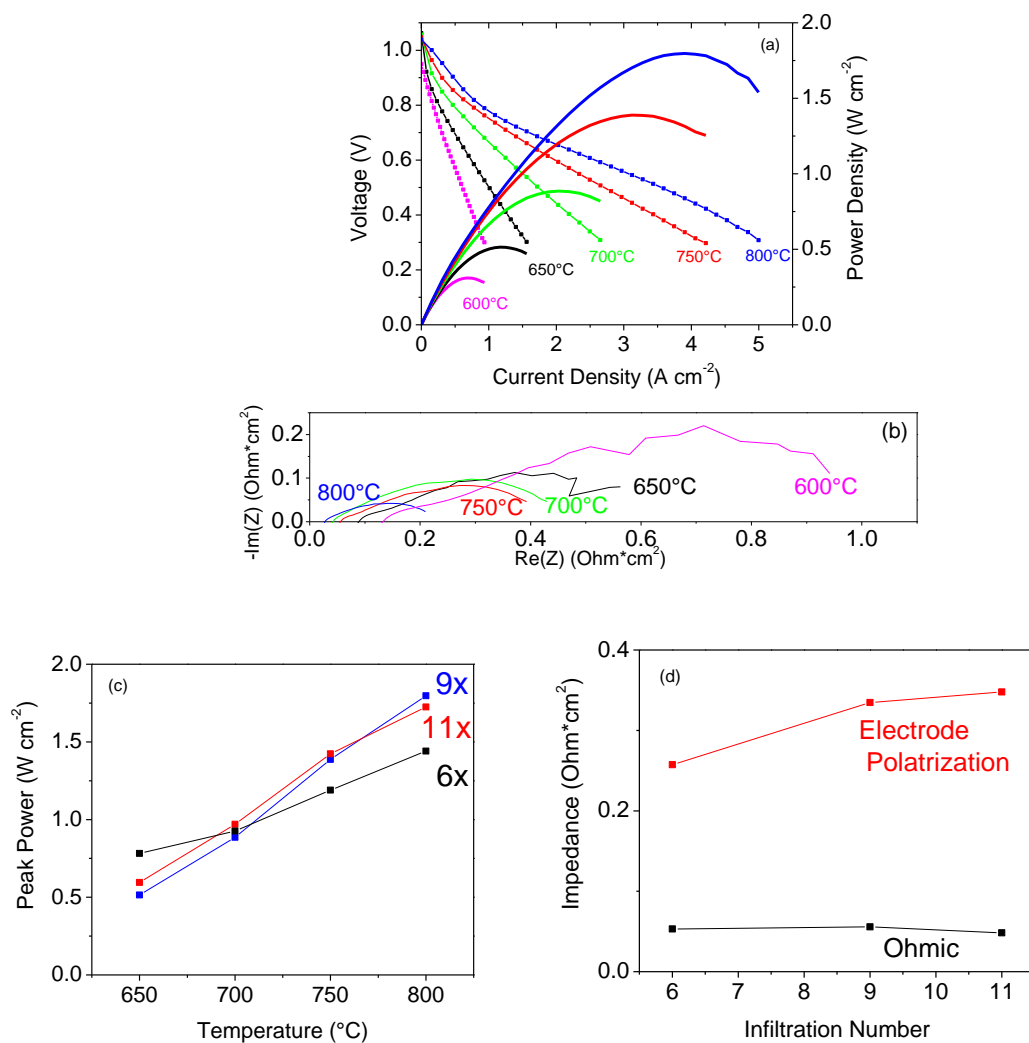 (a)
Voltage (V)
1.0
0.8
0.6
0.4
0.2
0.0
2.0
1.5
1.0
0.5
0.0
Power Density (W cm-2)
600°C
650°C
700°C
750°C
800°C
0 1 2 3 4 5
Current Density (A cm-2)
(b)
-Im(Z) (Ohm*cm2)
0.2
0.1
0.0
800°C
750°C
700°C
650°C
600°C
0.0 0.2 0.4 0.6 0.8 1.0
Re(Z) (Ohm*cm2)
(c)
Peak Power (W cm-2)
2.0
1.5
1.0
0.5
0.0
9x
11x
6x
650 700 750 800
Temperature (°C)
(d)
Impedance (Ohm*cm2)
0.4
0.2
0.0
Electrode
Polatrization
Ohmic
6 7 8 9 10 11
Infiltration Number